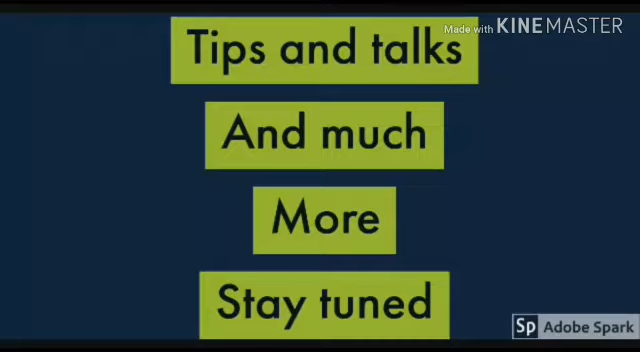 Made with KINEMASTER
Tips and talks
And much
More
Stay tuned
Sp Adobe Spark